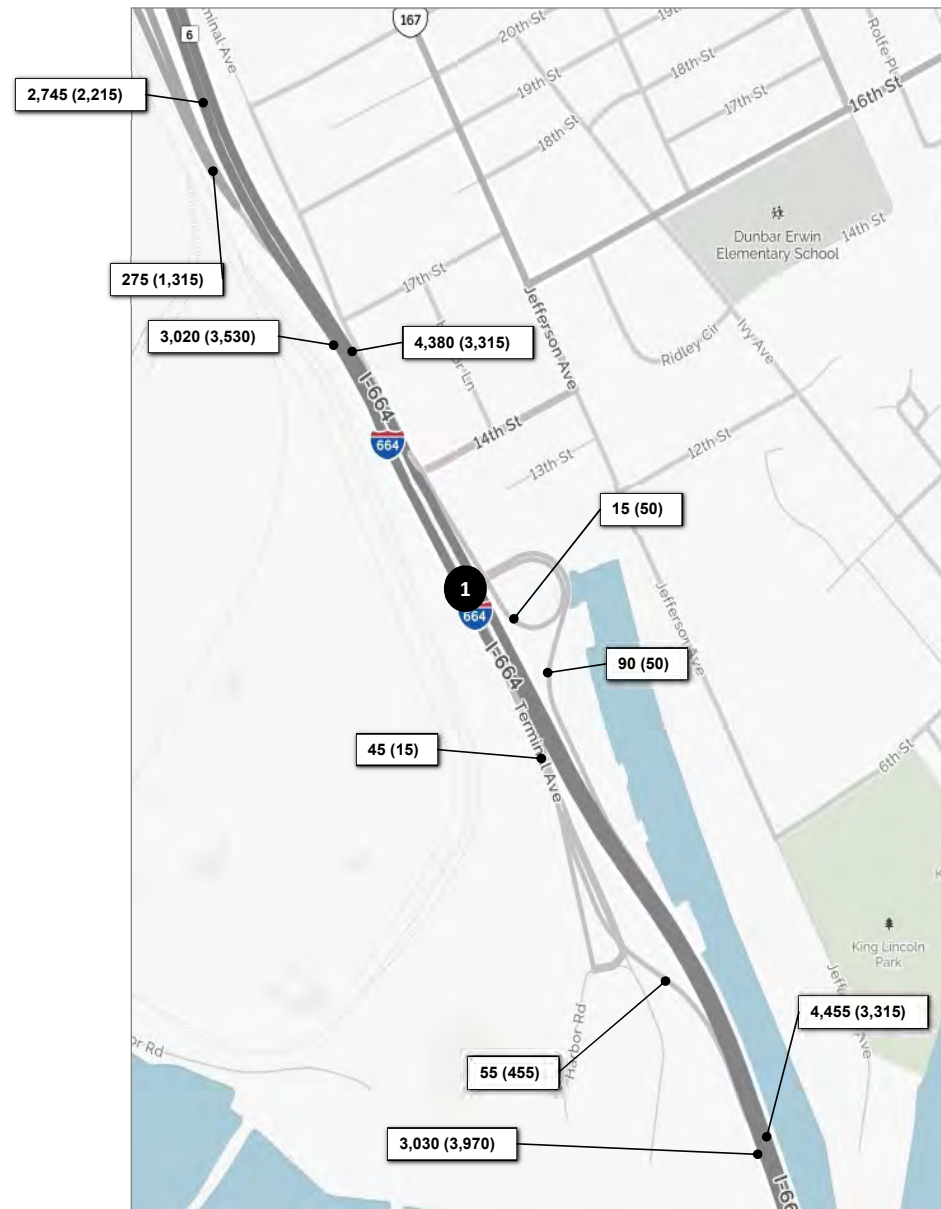 167
6
minal Ave
20th St
19th St
18th St
17th St
Rolfe Pl
16th St
19th St
18th St
2,745 (2,215)
Dunbar Erwin
Elementary School
14th St
275 (1,315)
17th St
Jefferson Ave
Ridley Cir
Ivy Ave
3,020 (3,530)
4,380 (3,315)
I-664
664
14th St
13th St
12th St
15 (50)
1
664
Jefferson Ave
I-664
90 (50)
Terminal Ave
45 (15)
6th St
King Lincoln
Park
Harbor Rd
4,455 (3,315)
or Rd
55 (455)
3,030 (3,970)
I-66